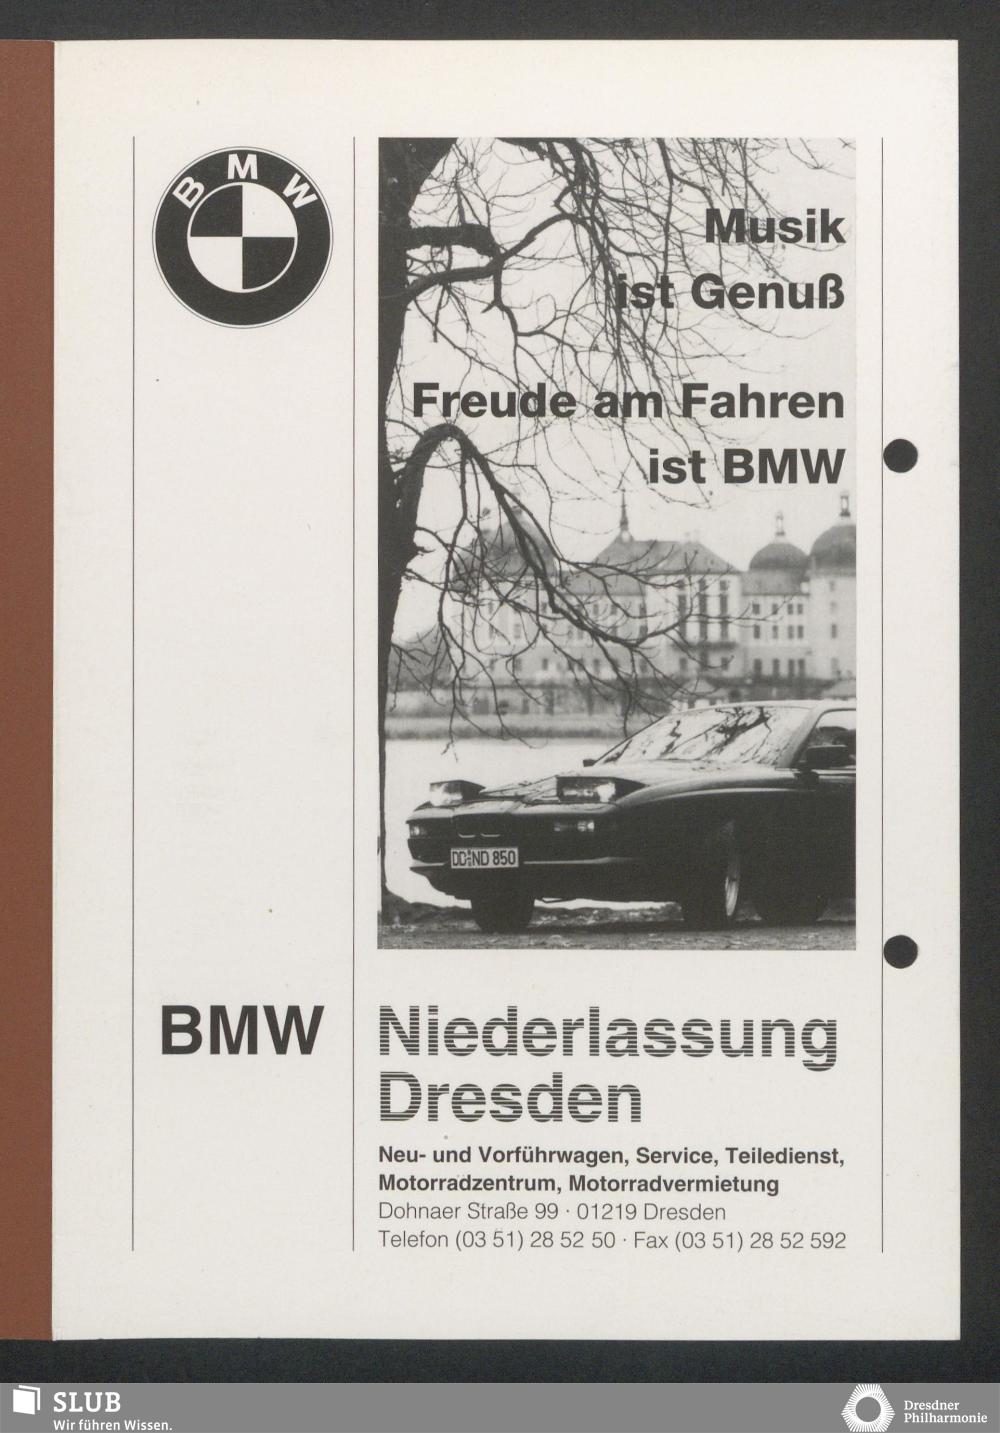 BMW
Musik
ist Genuß
Freude am Fahren
ist BMW
DD ND 850
BMW Niederlassung
Dresden
Neu- und Vorführwagen, Service, Teiledienst,
Motorradzentrum, Motorradvermietung
Dohnaer Straße 99 · 01219 Dresden
Telefon (03 51) 28 52 50 · Fax (03 51) 28 52 592
SLUB
Wir führen Wissen.
Dresdner
Philharmonie